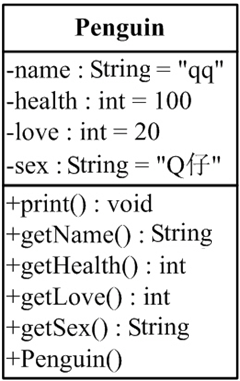 Penguin
-name : String = "qq"
-health : int = 100
-love : int = 20
-sex : String = "Q仔"
+print() : void
+getName() : String
+getHealth() : int
+getLove() : int
+getSex() : String
+Penguin()